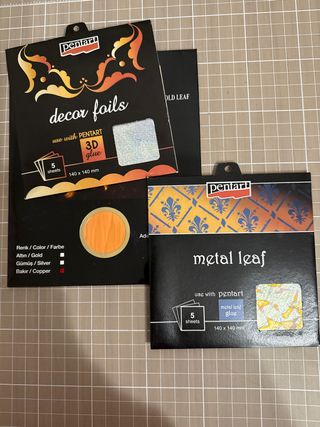 pentart
decor foils
use with PENTART
3D
glue
5
sheets
140 x 140 mm
OLD LEAF
Renk / Color / Farbe
Altın / Gold
Gümüş / Silver
Bakır / Copper
Ad
pentart
metal leaf
use with pentart
5
sheets
metal leaf
glue
140 x 140 mm